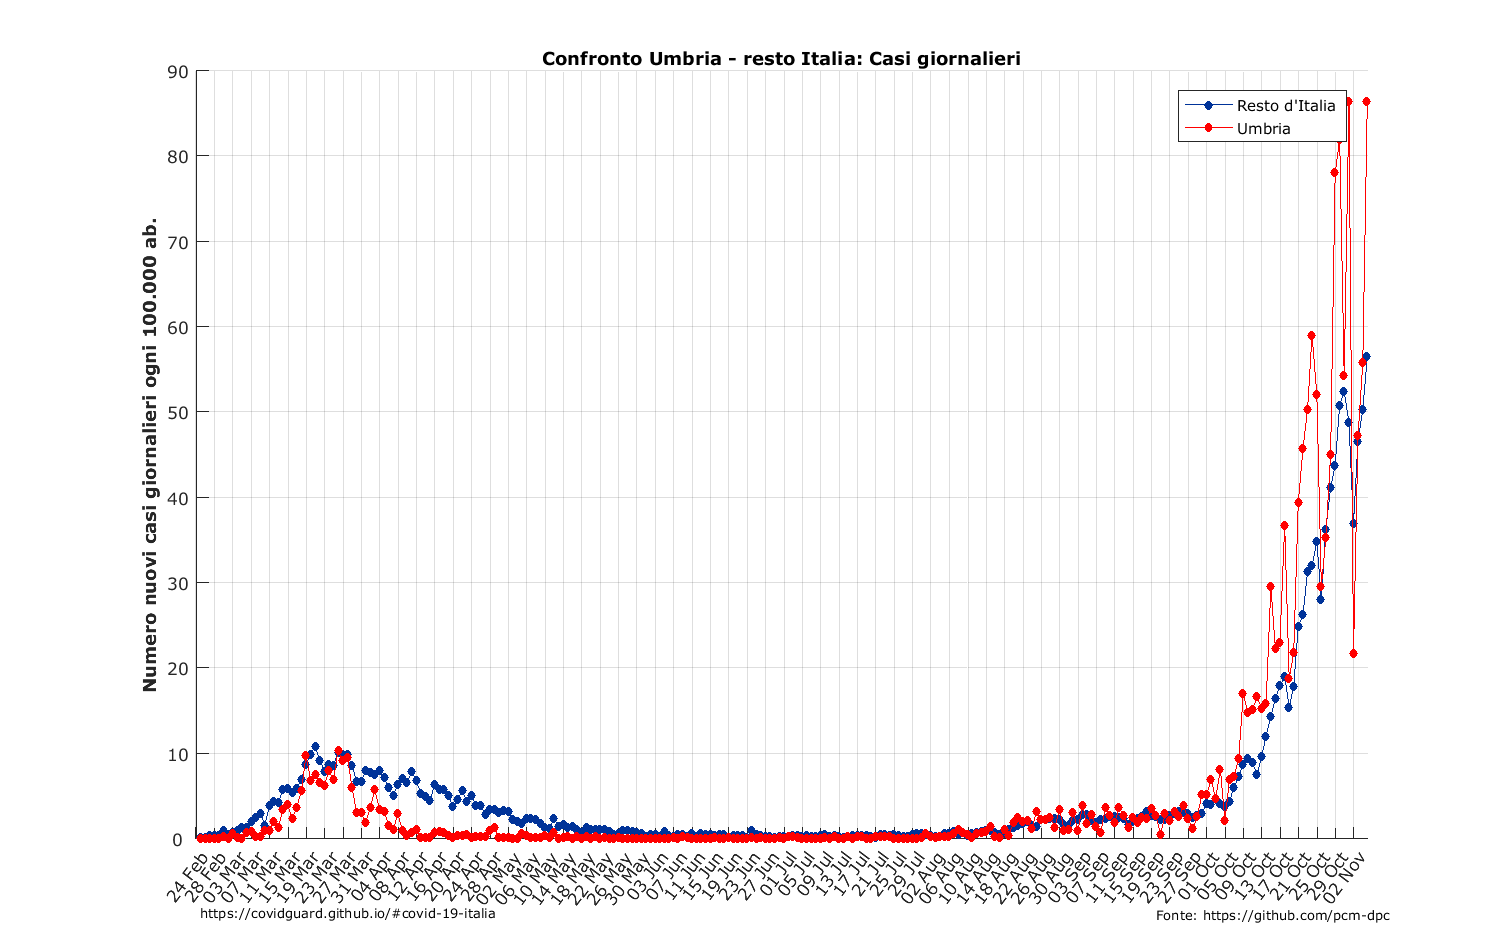 Confronto Umbria - resto Italia: Casi giornalieri
Numero nuovi casi giornalieri ogni 100.000 ab.
90
80
70
60
50
40
30
20
10
0
Resto d'Italia
Umbria
24 Feb
28 Feb
03 Mar
07 Mar
11 Mar
15 Mar
19 Mar
23 Mar
27 Mar
31 Mar
04 Apr
08 Apr
12 Apr
16 Apr
20 Apr
24 Apr
28 Apr
02 May
06 May
10 May
14 May
18 May
22 May
26 May
30 May
03 Jun
07 Jun
11 Jun
15 Jun
19 Jun
23 Jun
27 Jun
01 Jul
05 Jul
09 Jul
13 Jul
17 Jul
21 Jul
25 Jul
29 Jul
02 Aug
06 Aug
10 Aug
14 Aug
18 Aug
22 Aug
26 Aug
30 Aug
03 Sep
07 Sep
11 Sep
15 Sep
19 Sep
23 Sep
27 Sep
01 Oct
05 Oct
09 Oct
13 Oct
17 Oct
21 Oct
25 Oct
29 Oct
02 Nov
https://covidguard.github.io/#covid-19-italia
Fonte: https://github.com/pcm-dpc